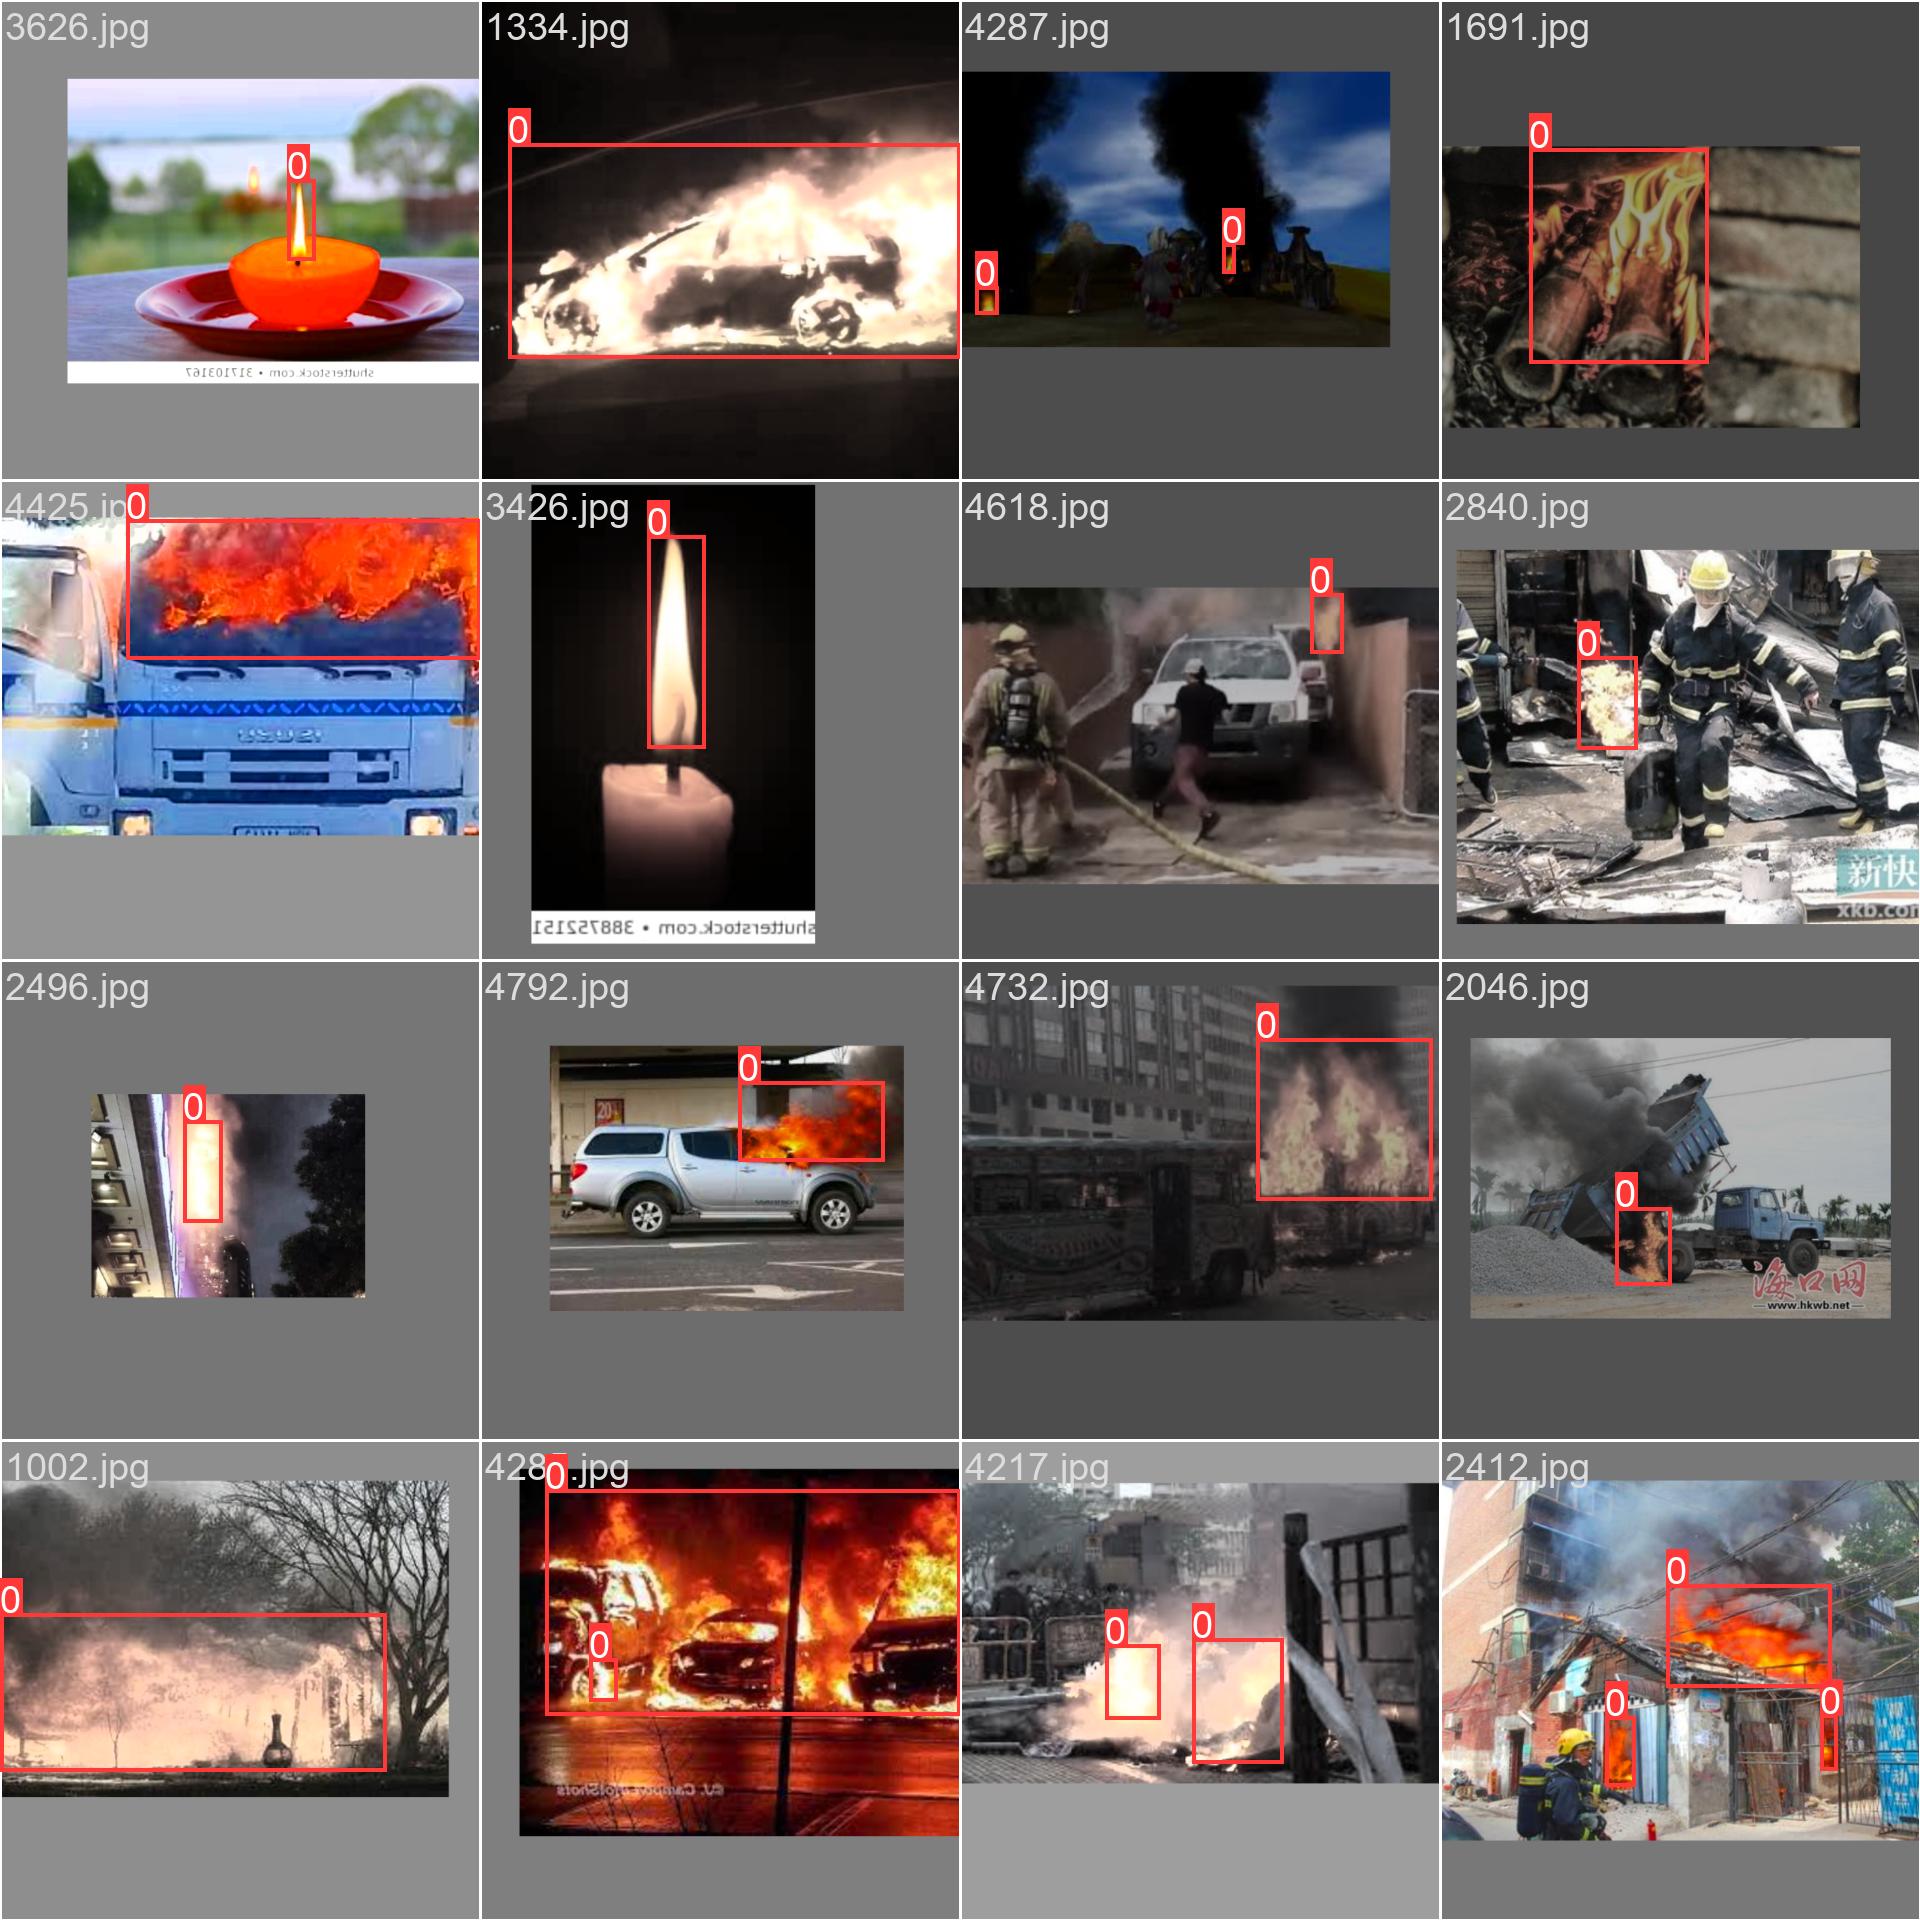 3626.jpg
1334.jpg
4287.jpg
1691.jpg
0
0
0
0
0
shutterstock.com • 317103167
4425.jp
3426.jpg
4618.jpg
2840.jpg
0
0
0
0
ISUZU
shutterstock.com • 388752151
新快
xkb.com
2496.jpg
4792.jpg
4732.jpg
2046.jpg
0
0
0
0
20
海口网
www.hkwb.net
1002.jpg
428 .jpg
4217.jpg
2412.jpg
0
0
0
0
0
0
0
0